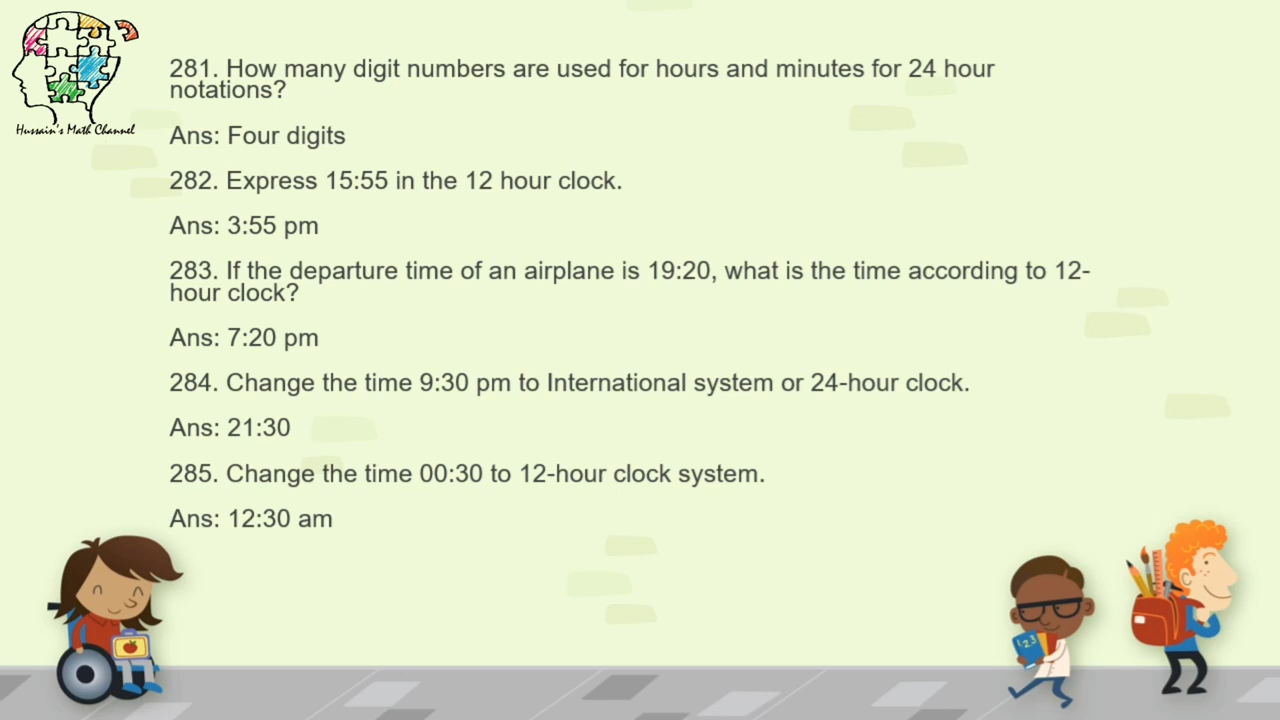 Hussain's Math Channel
281. How many digit numbers are used for hours and minutes for 24 hour
notations?
Ans: Four digits
282. Express 15:55 in the 12 hour clock.
Ans: 3:55 pm
283. If the departure time of an airplane is 19:20, what is the time according to 12-
hour clock?
Ans: 7:20 pm
284. Change the time 9:30 pm to International system or 24-hour clock.
Ans: 21:30
285. Change the time 00:30 to 12-hour clock system.
Ans: 12:30 am
123